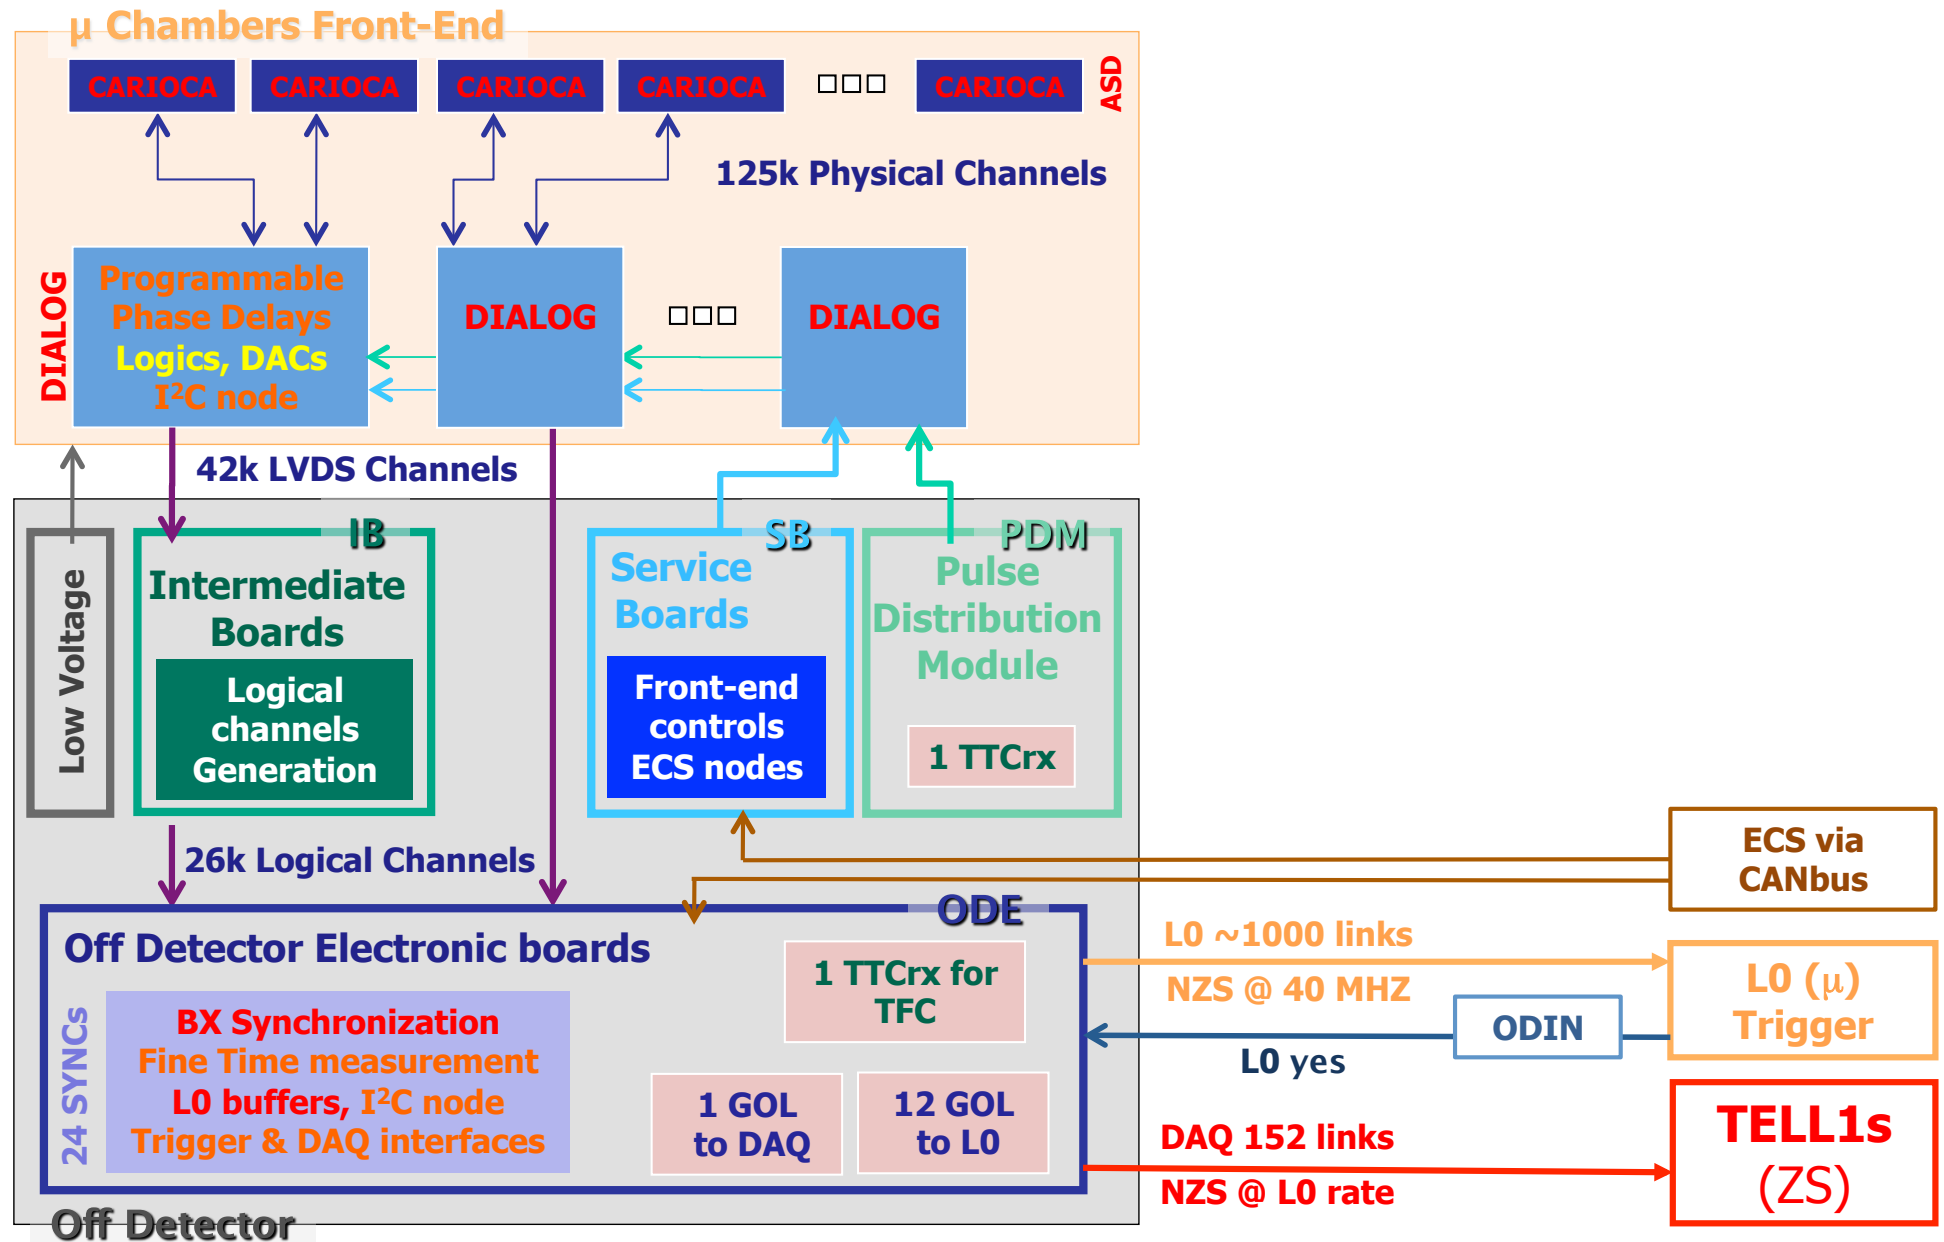 μ Chambers Front-End
CARIOCA
CARIOCA
CARIOCA
CARIOCA
CARIOCA
ASD
125k Physical Channels
DIALOG
Programmable
Phase Delays
Logics, DACs
I²C node
DIALOG
DIALOG
42k LVDS Channels
Low Voltage
IB
Intermediate
Boards
Logical
channels
Generation
SB
Service
Boards
Front-end
controls
ECS nodes
PDM
Pulse
Distribution
Module
1 TTCrx
26k Logical Channels
ECS via
CANbus
ODE
Off Detector Electronic boards
24 SYNCs
BX Synchronization
Fine Time measurement
L0 buffers, I²C node
Trigger & DAQ interfaces
1 TTCrx for
TFC
1 GOL
to DAQ
12 GOL
to L0
L0 ~1000 links
NZS @ 40 MHZ
L0 (μ)
Trigger
ODIN
L0 yes
DAQ 152 links
NZS @ L0 rate
TELL1s
(ZS)
Off Detector